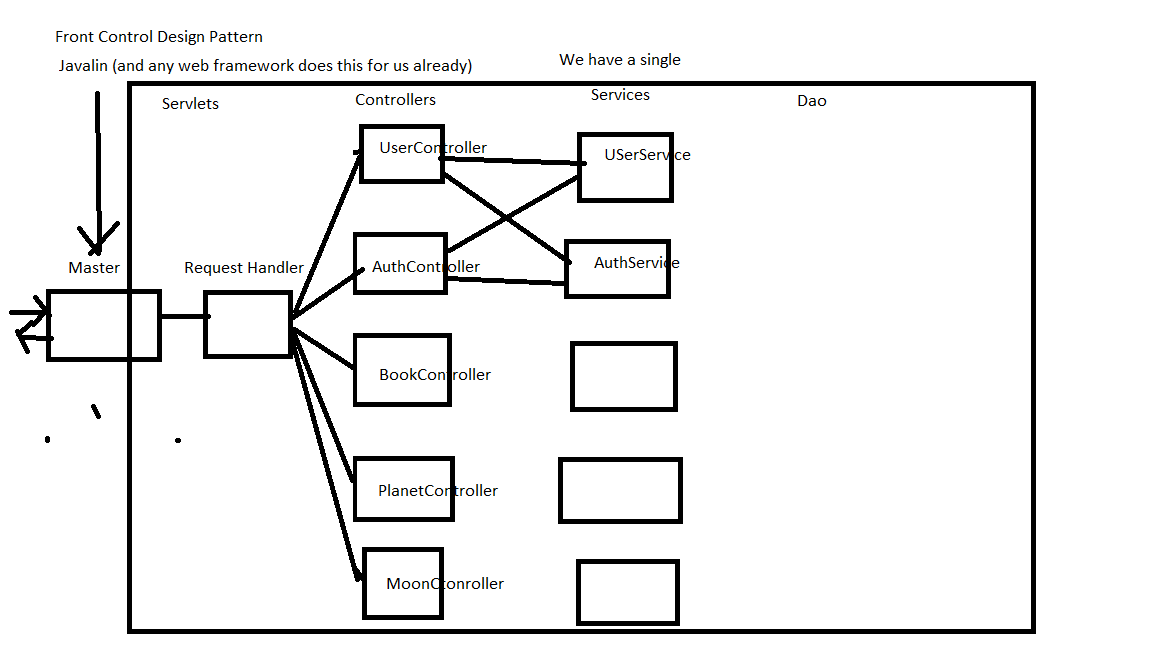 Front Control Design Pattern
Javalin (and any web framework does this for us already)
We have a single
Servlets
Controllers
Services
Dao
UserController
USerService
Master
Request Handler
AuthController
AuthService
BookController
PlanetController
MoonCtonroller